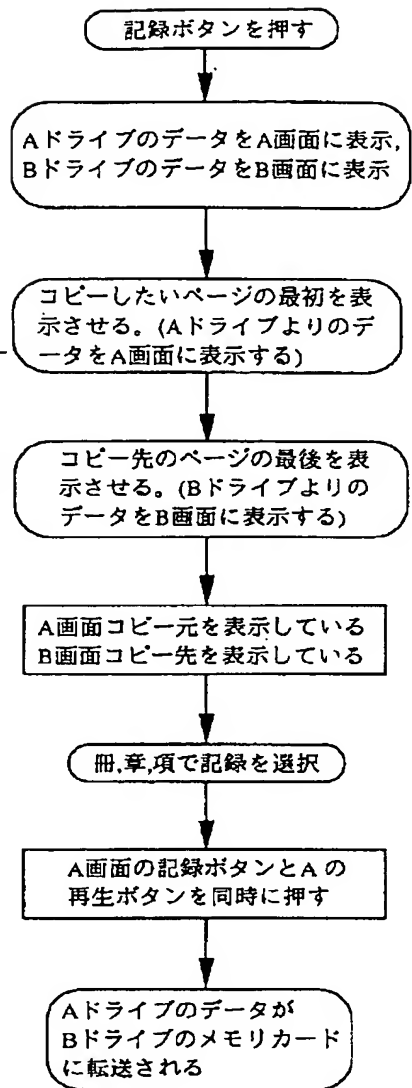 記録ボタンを押す
AドライブのデータをA画面に表示,
BドライブのデータをB画面に表示
コピーしたいページの最初を表
示させる。(Aドライブよりのデ
ータをA画面に表示する)
コピー先のページの最後を表
示させる。(Bドライブよりの
データをB画面に表示する)
A画面コピー元を表示している
B画面コピー先を表示している
冊,章,項で記録を選択
A画面の記録ボタンとAの
再生ボタンを同時に押す
Aドライブのデータが
Bドライブのメモリカード
に転送される